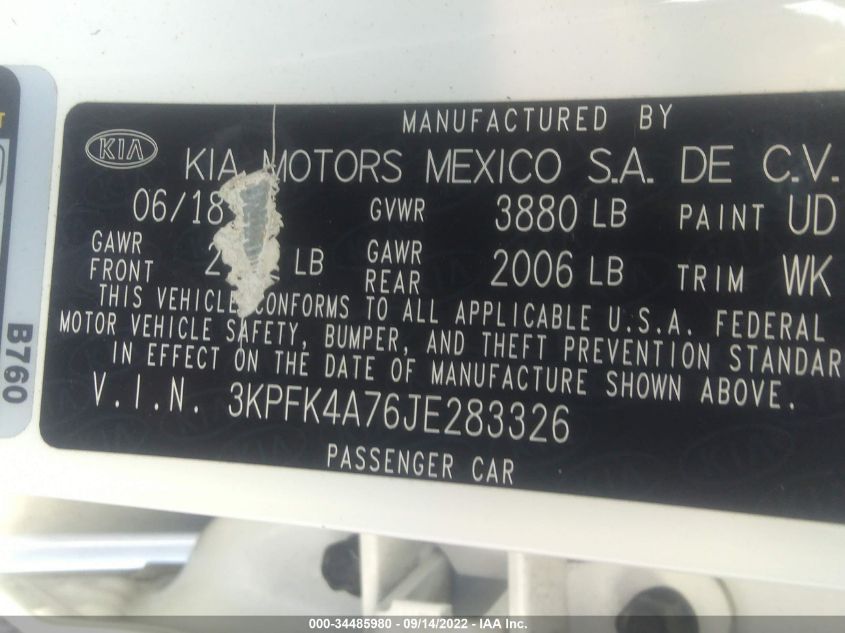 MANUFACTURED BY
KIA
KIA MOTORS MEXICO S.A. DE C.V.
06/18 GVWR 3880 LB PAINT UD
GAWR FRONT LB GAWR REAR 2006 LB TRIM WK
THIS VEHICLE CONFORMS TO ALL APPLICABLE U.S.A. FEDERAL
MOTOR VEHICLE SAFETY, BUMPER, AND THEFT PREVENTION STANDAR
IN EFFECT ON THE DATE OF MANUFACTURE SHOWN ABOVE.
V.I.N. 3KPFK4A76JE283326
PASSENGER CAR
B760
000-34485980 - 09/14/2022 - IAA Inc.